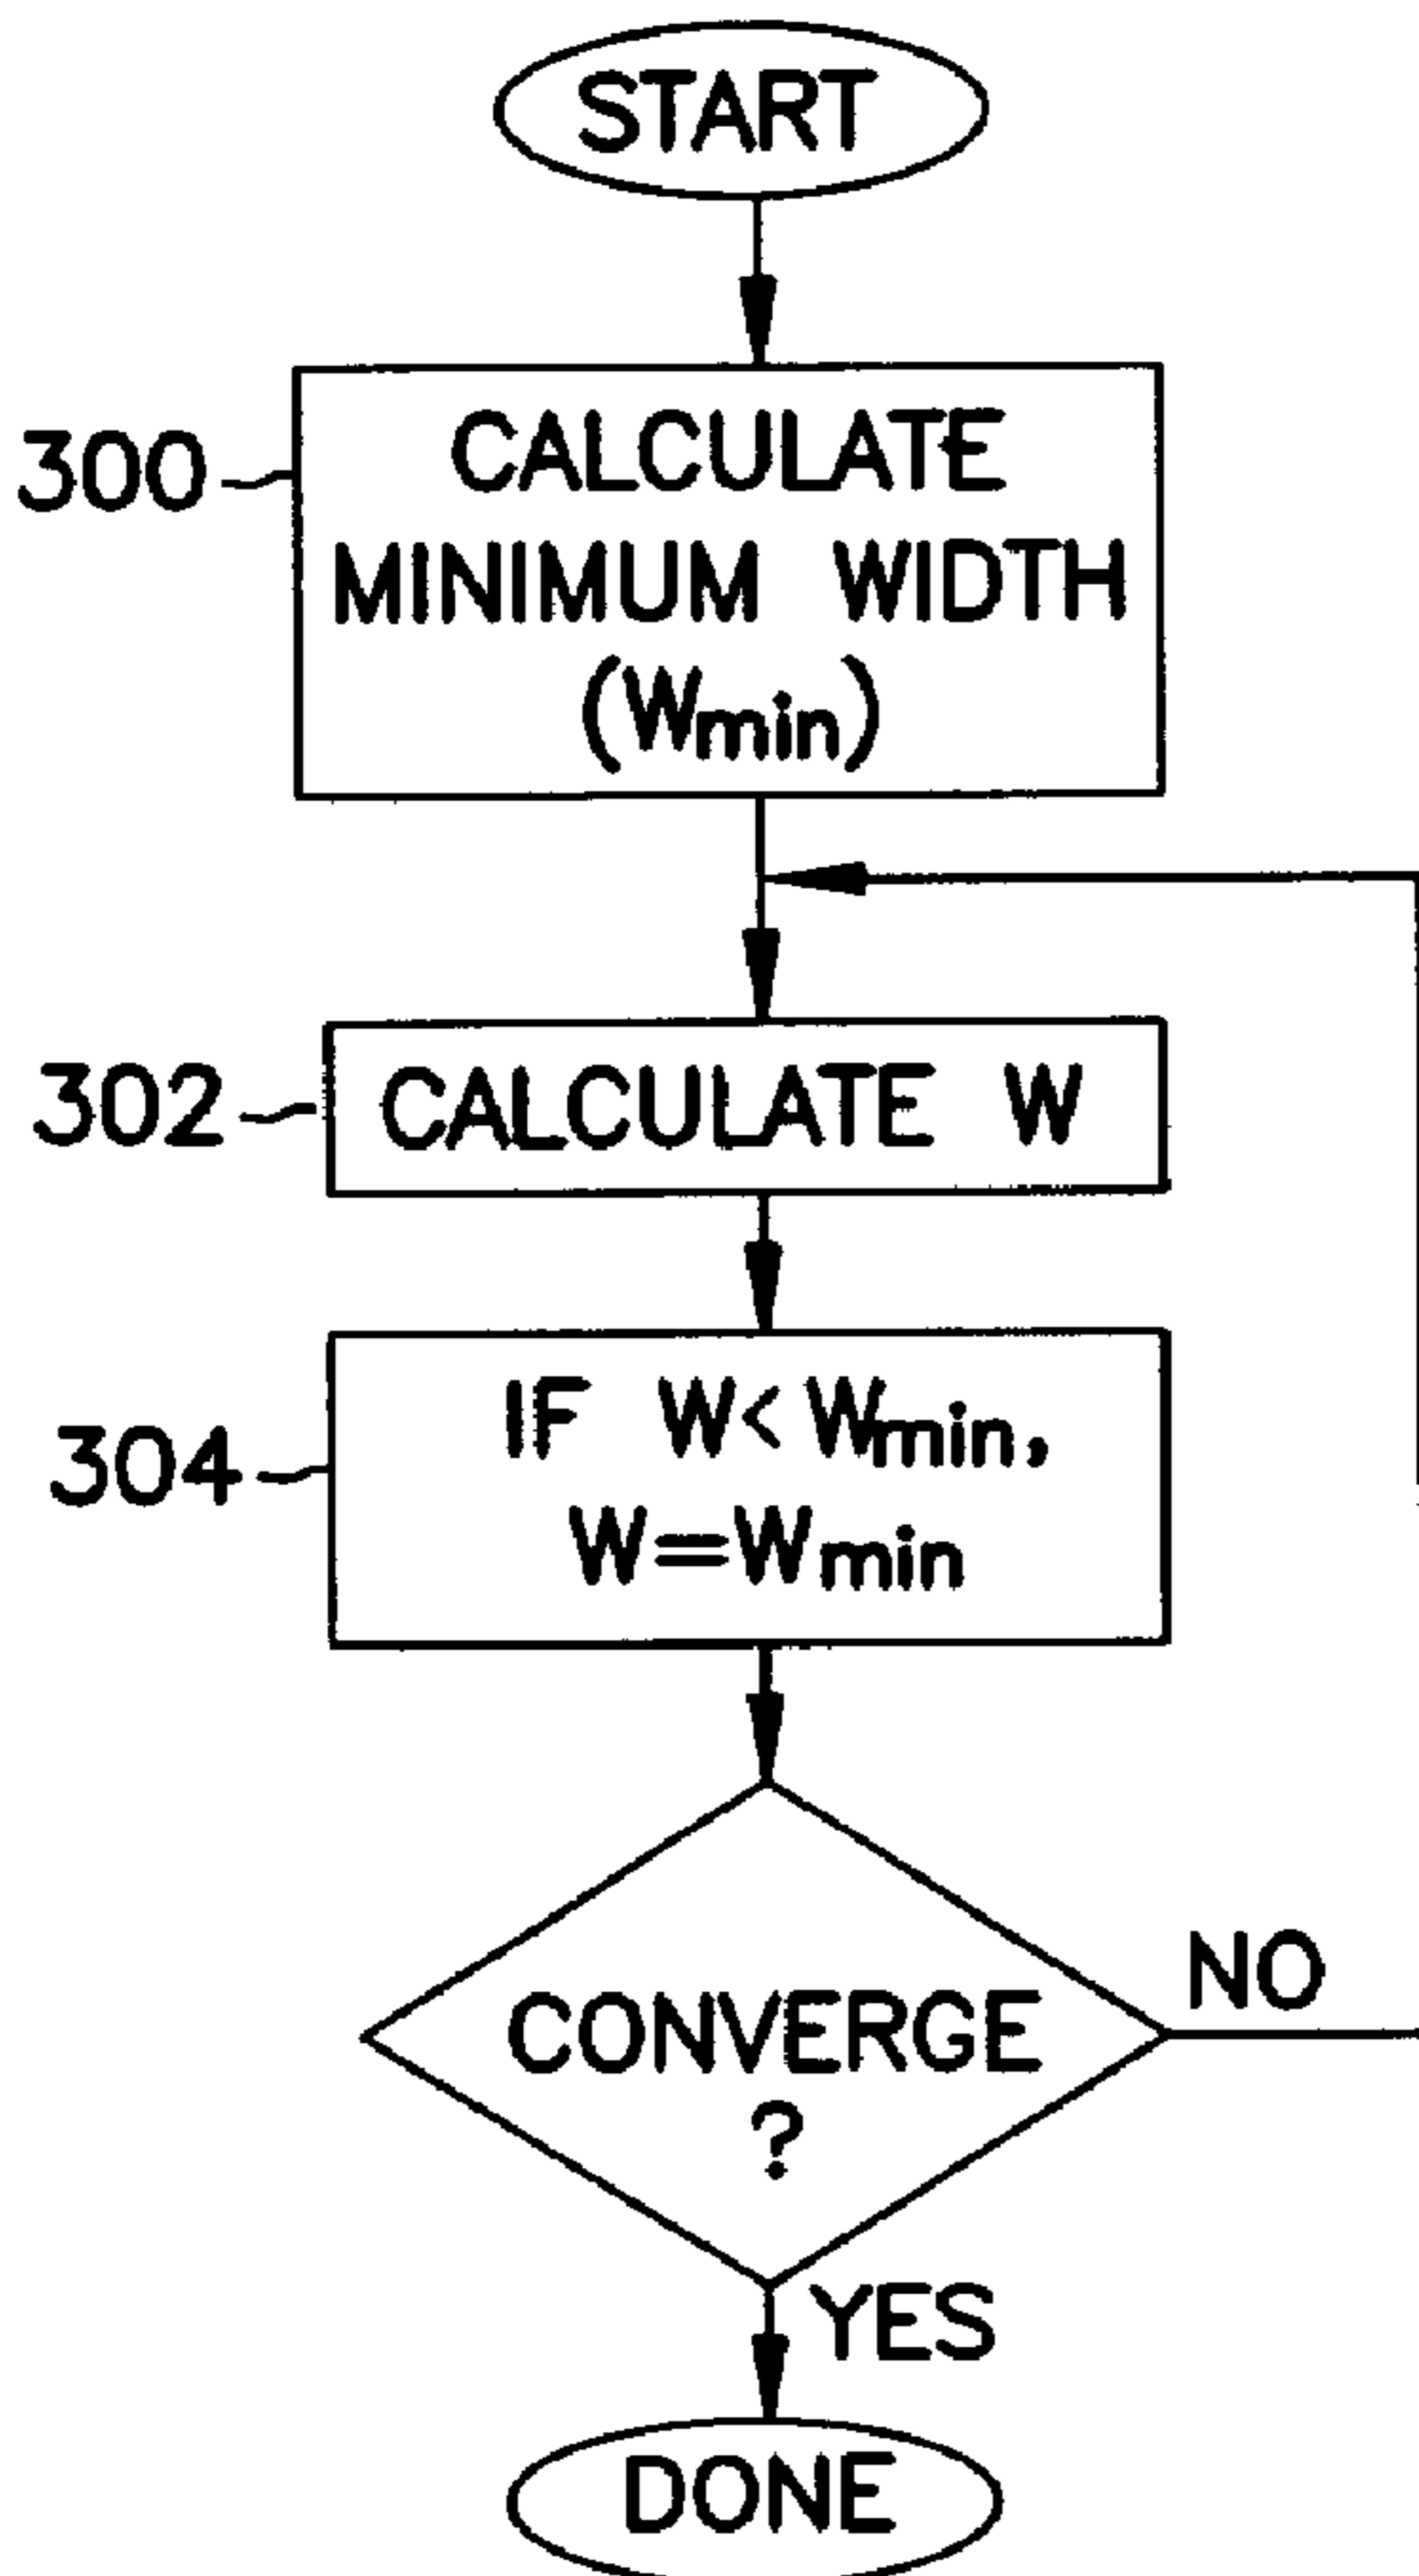 START
300
CALCULATE
MINIMUM WIDTH
(Wmin)
302
CALCULATE W
304
IF W<Wmin,
W=Wmin
CONVERGE
?
NO
YES
DONE